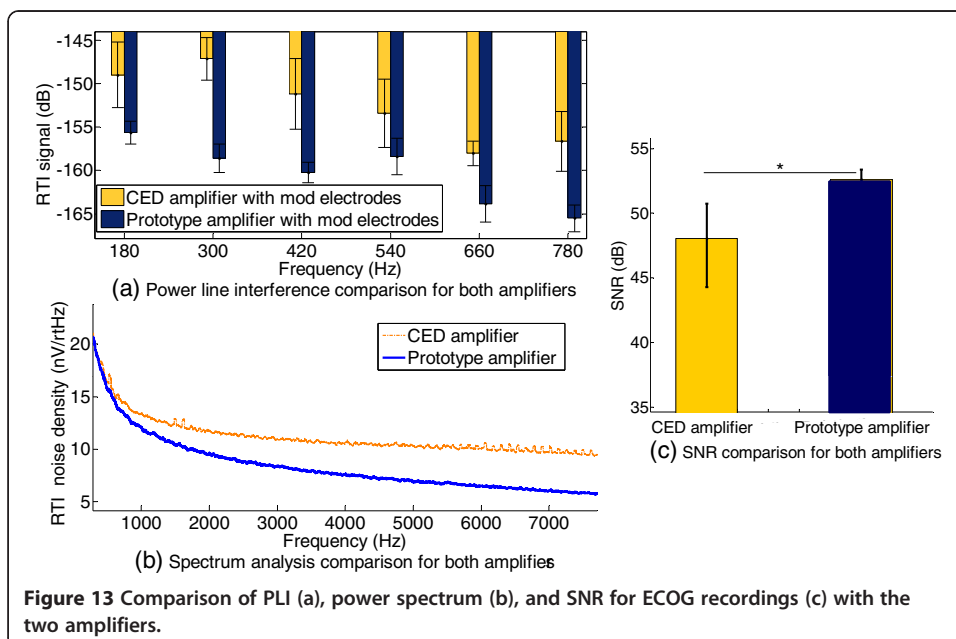 -145
-150
-155
-160
-165
RTI signal (dB)
CED amplifier with mod electrodes
Prototype amplifier with mod electrodes
180 300 420 540 660 780
Frequency (Hz)
(a) Power line interference comparison for both amplifiers
20
15
10
5
RTI noise density (nV/rtHz)
CED amplifier
Prototype amplifier
1000 2000 3000 4000 5000 6000 7000
Frequency (Hz)
(b) Spectrum analysis comparison for both amplifiers
55
50
45
40
35
SNR (dB)
*
CED amplifier Prototype amplifier
(c) SNR comparison for both amplifiers
Figure 13 Comparison of PLI (a), power spectrum (b), and SNR for ECOG recordings (c) with the
two amplifiers.